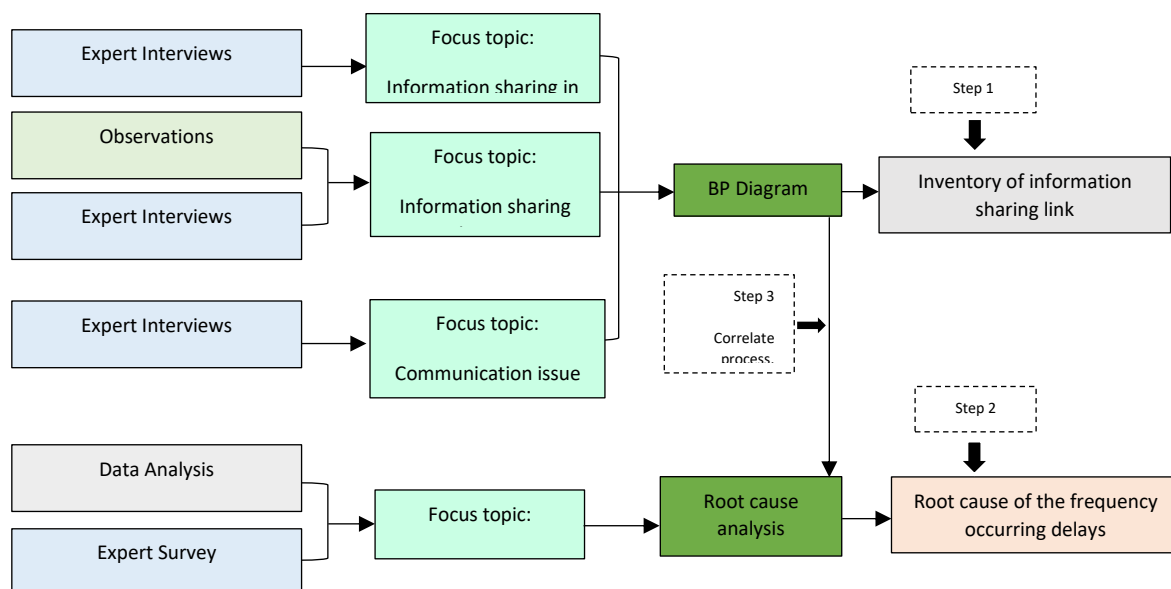 Expert Interviews
Focus topic:
Information sharing in
Observations
Expert Interviews
Focus topic:
Information sharing
Expert Interviews
Focus topic:
Communication issue
BP Diagram
Step 1
Inventory of information
sharing link
Step 3
Correlate
process.
Step 2
Data Analysis
Expert Survey
Focus topic:
Root cause
analysis
Root cause of the frequency
occurring delays